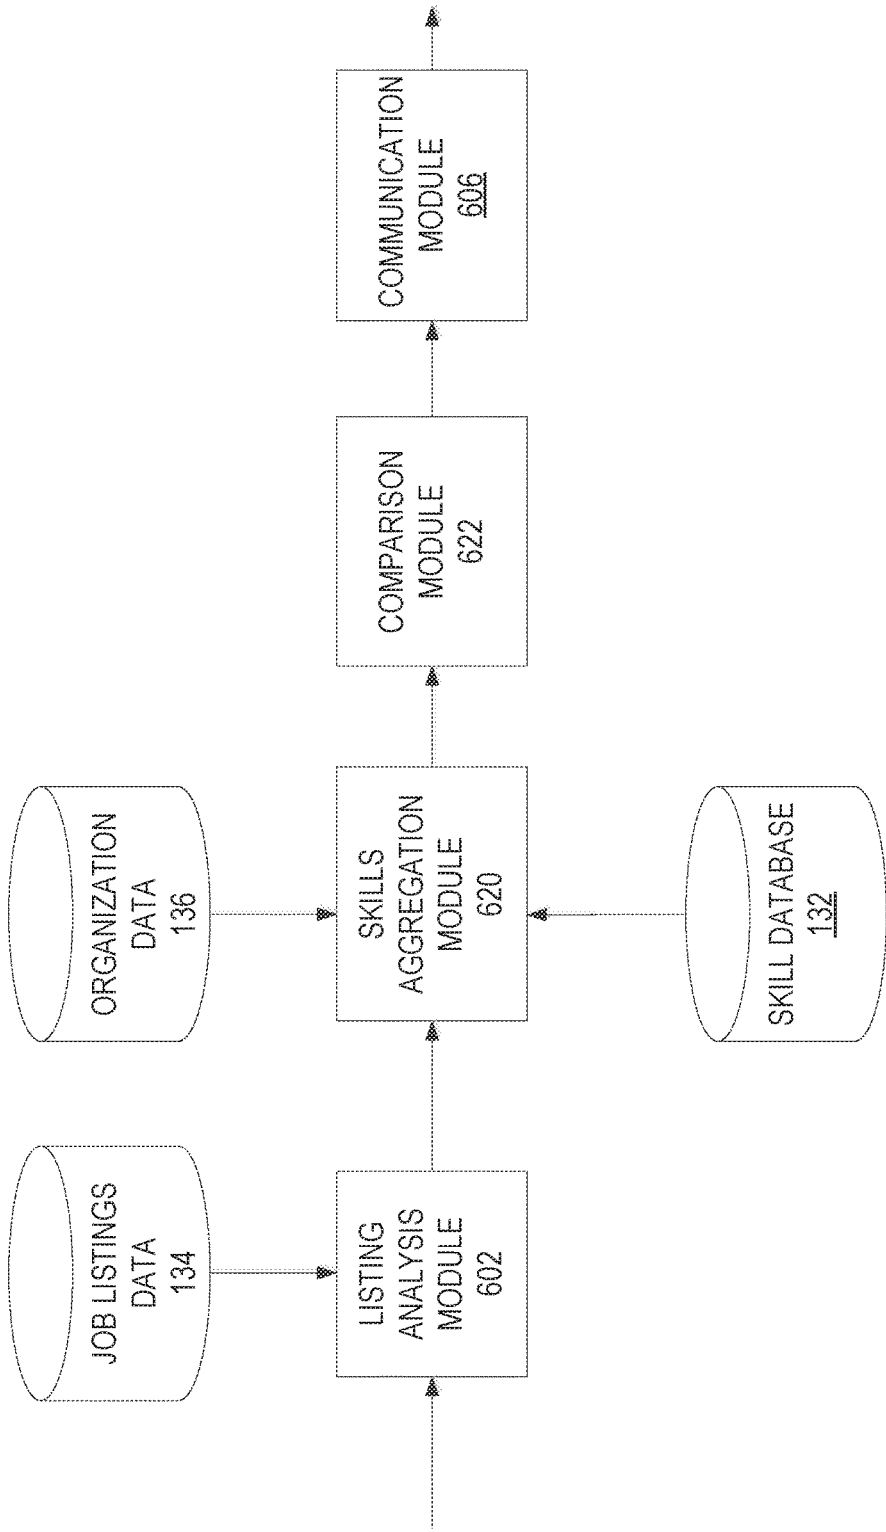 JOB LISTINGS
DATA
134
ORGANIZATION
DATA
136
LISTING
ANALYSIS
MODULE
602
SKILLS
AGGREGATION
MODULE
620
COMPARISON
MODULE
622
COMMUNICATION
MODULE
606
SKILL DATABASE
132